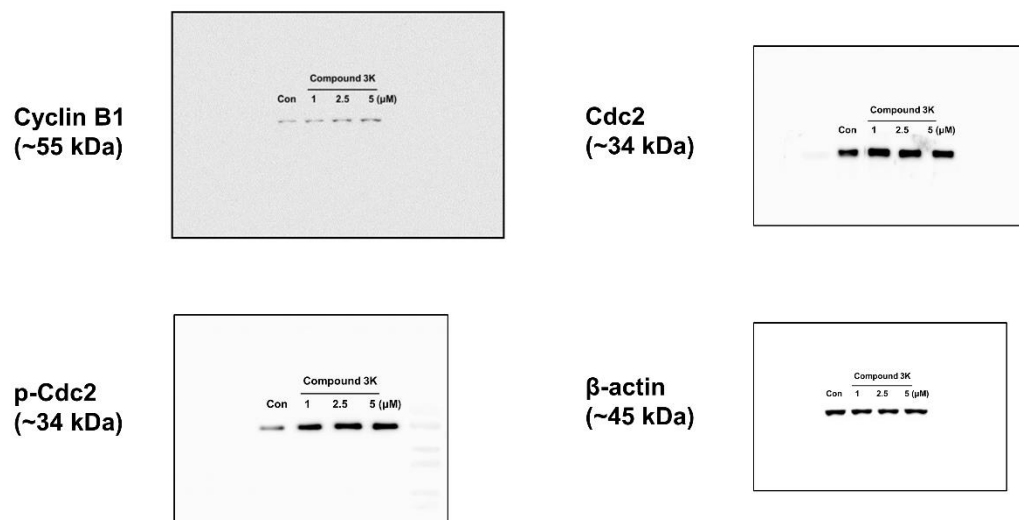 Cyclin B1
(~55 kDa)
Compound 3K
Con 1 2.5 5 (μM)
Cdc2
(~34 kDa)
Compound 3K
Con 1 2.5 5 (μM)
p-Cdc2
(~34 kDa)
Compound 3K
Con 1 2.5 5 (μM)
β-actin
(~45 kDa)
Compound 3K
Con 1 2.5 5 (μM)